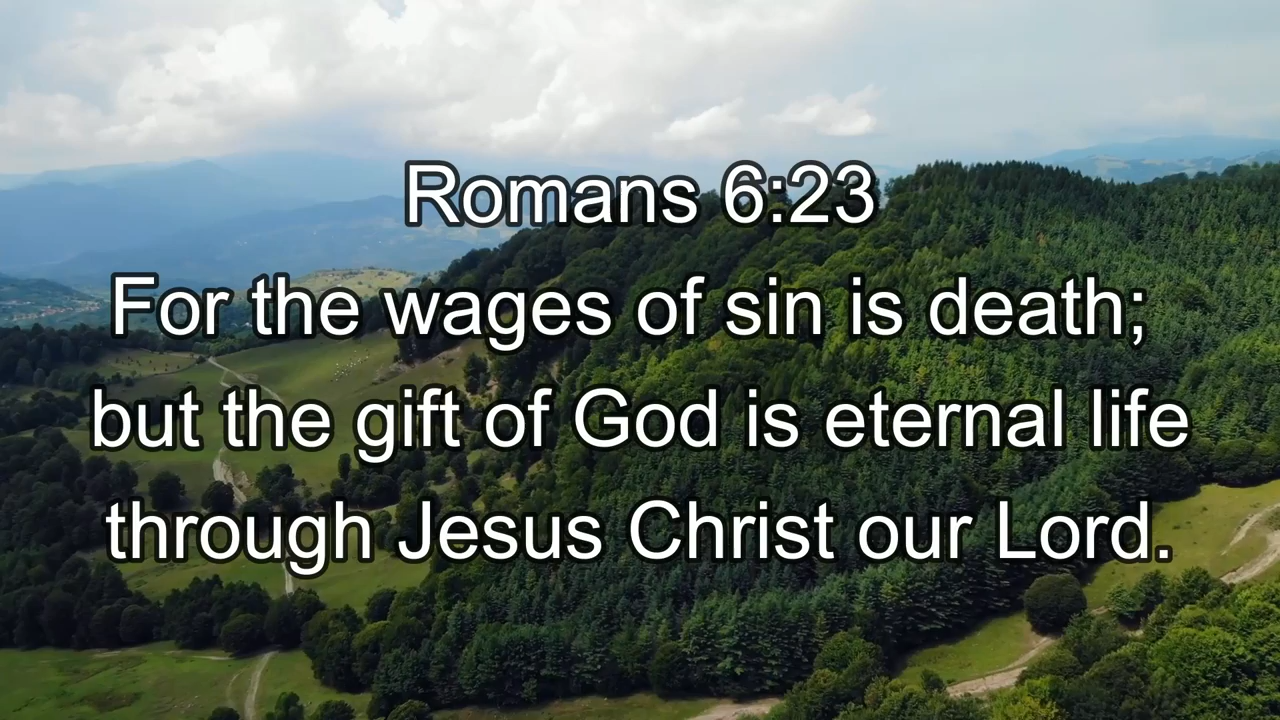 Romans 6:23
For the wages of sin is death;
but the gift of God is eternal life
through Jesus Christ our Lord.